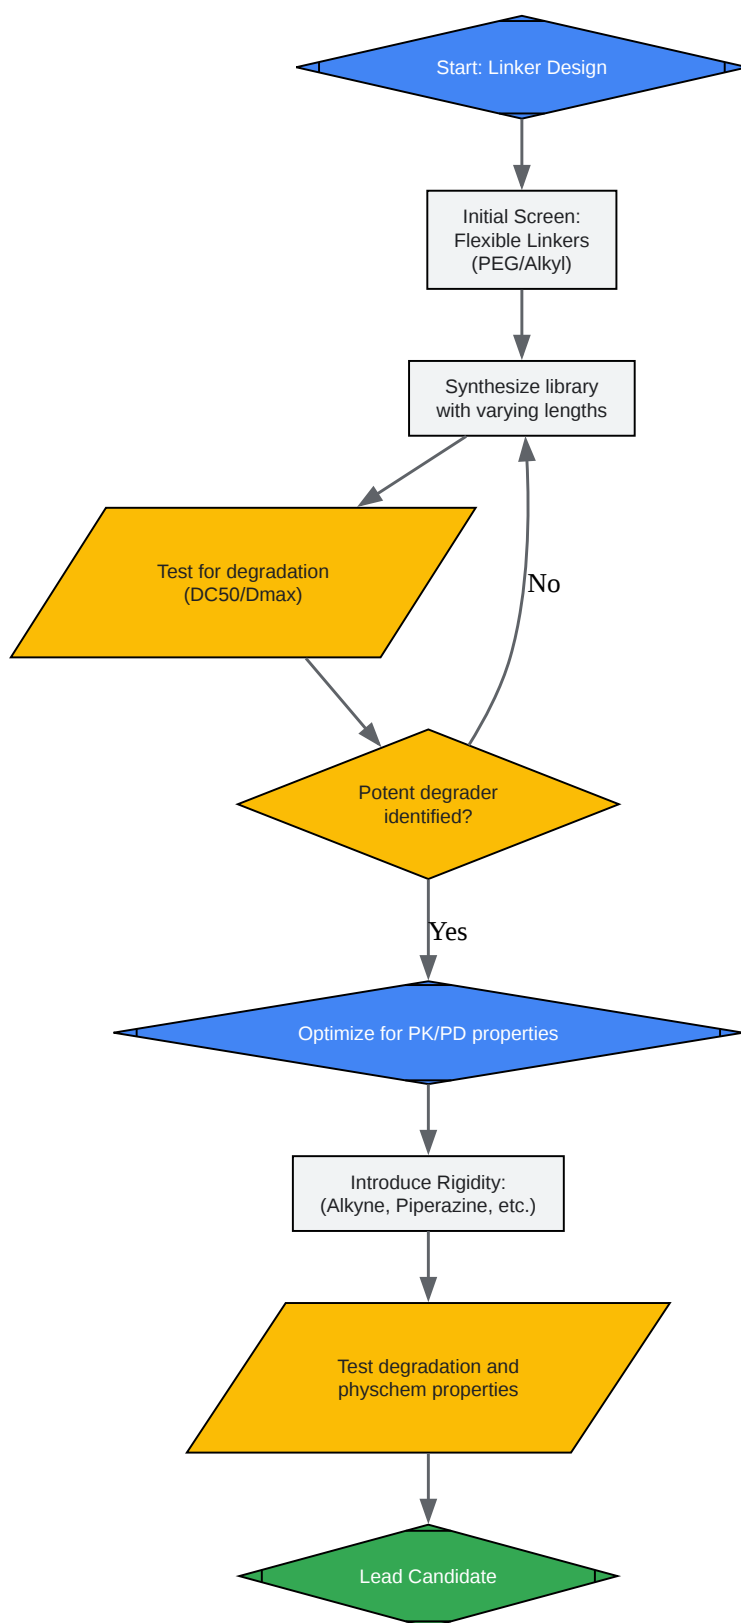 Start: Linker Design
Initial Screen:
Flexible Linkers
(PEG/Alkyl)
Synthesize library
with varying lengths
Test for degradation
(DC50/Dmax)
No
Potent degrader
identified?
Yes
Optimize for PK/PD properties
Introduce Rigidity:
(Alkyne, Piperazine, etc.)
Test degradation and
physchem properties
Lead Candidate